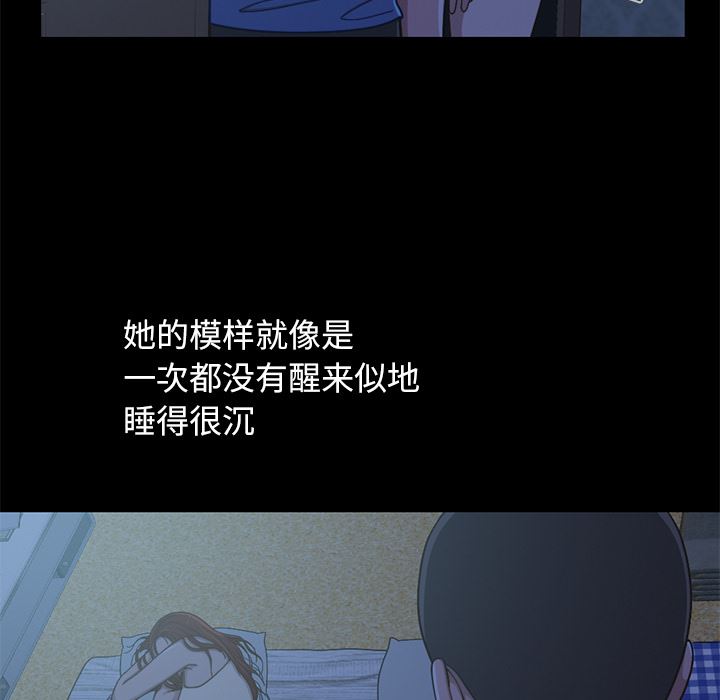 她的模样就像是
一次都没有醒来似地
睡得很沉